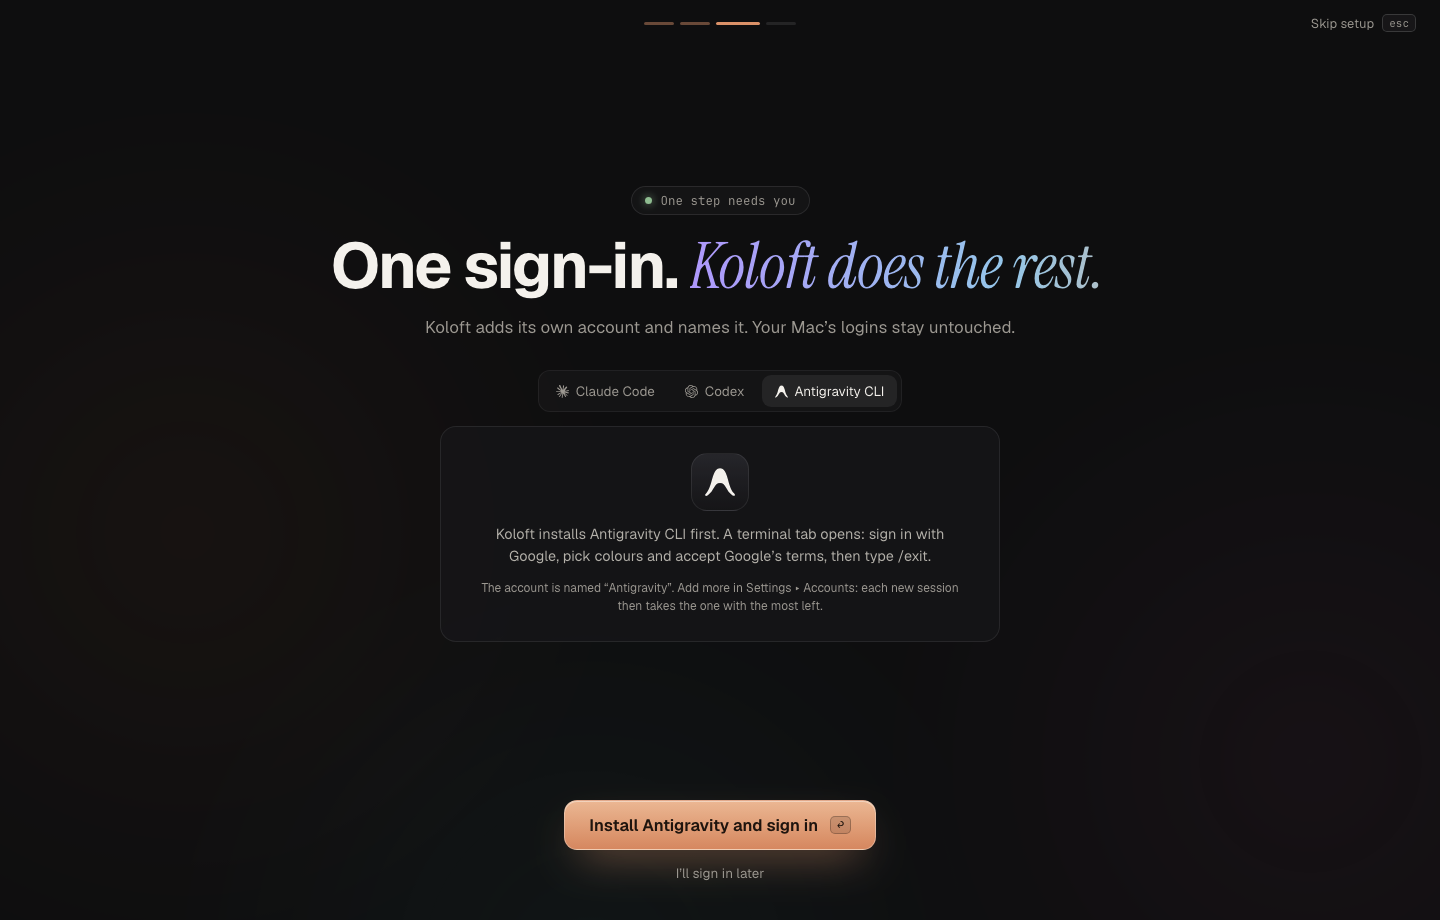 Skip setup esc
One step needs you
One sign-in. Koloft does the rest.
Koloft adds its own account and names it. Your Mac’s logins stay untouched.
Claude Code Codex Antigravity CLI
Koloft installs Antigravity CLI first. A terminal tab opens: sign in with
Google, pick colours and accept Google’s terms, then type /exit.
The account is named “Antigravity”. Add more in Settings ▸ Accounts: each new session
then takes the one with the most left.
Install Antigravity and sign in
I’ll sign in later